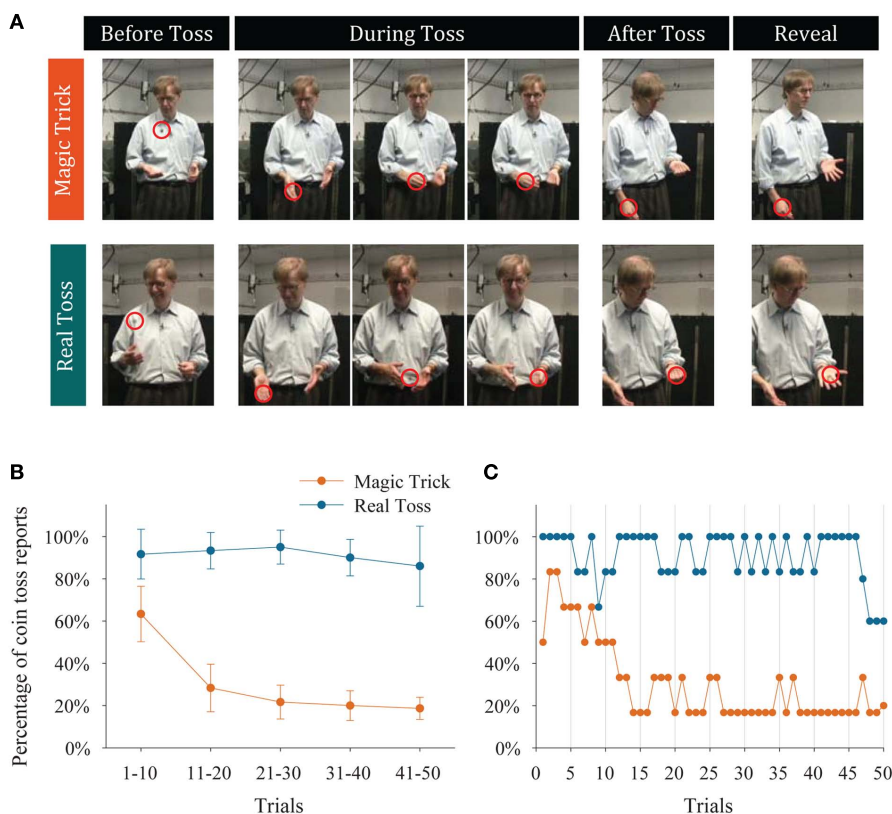 A
Before Toss
During Toss
After Toss
Reveal
Magic Trick
Real Toss
B
Magic Trick
Real Toss
Percentage of coin toss reports
100%
80%
60%
40%
20%
0%
1-10
11-20
21-30
31-40
41-50
Trials
C
100%
80%
60%
40%
20%
0%
0
5
10
15
20
25
30
35
40
45
50
Trials